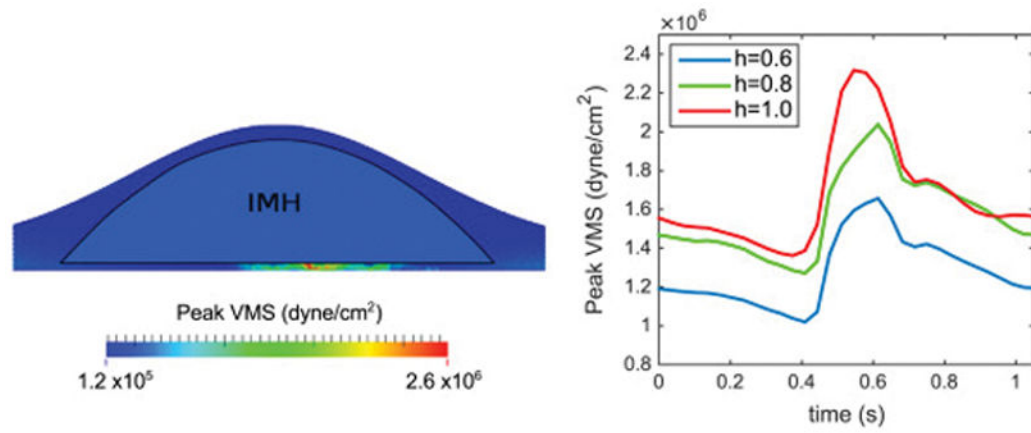 IMH
Peak VMS (dyne/cm²)
1.2 x10⁵
2.6 x10⁶
×10⁶
2.4
2.2
2
1.8
1.6
1.4
1.2
1
0.8
Peak VMS (dyne/cm²)
h=0.6
h=0.8
h=1.0
0 0.2 0.4 0.6 0.8 1
time (s)